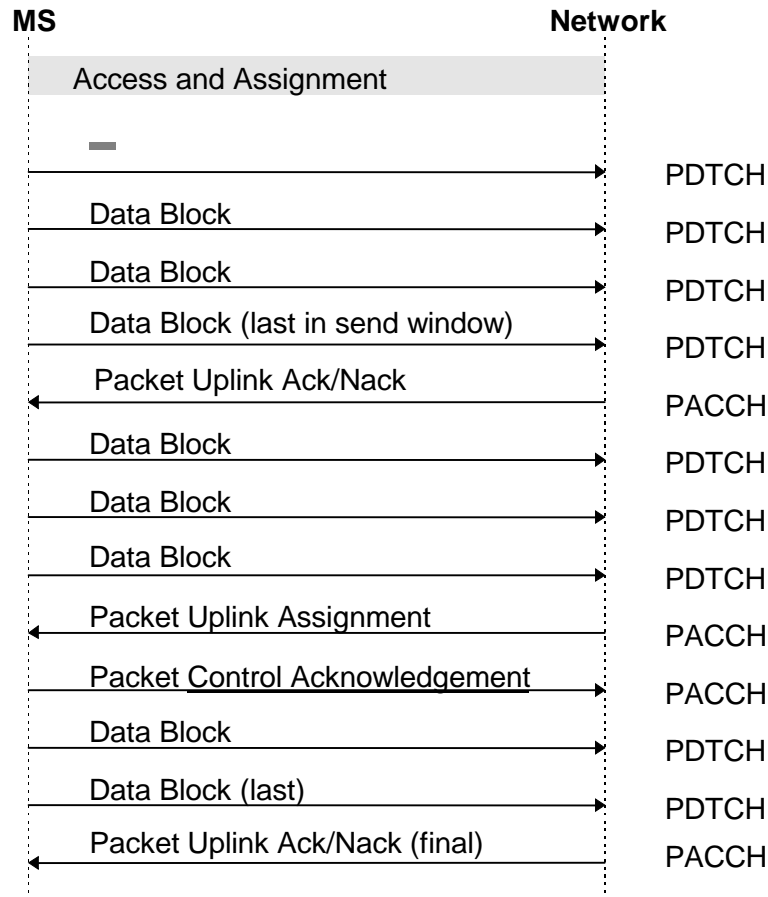 MS Network
Access and Assignment
PDTCH
Data Block
PDTCH
Data Block
PDTCH
Data Block (last in send window)
PDTCH
Packet Uplink Ack/Nack
PACCH
Data Block
PDTCH
Data Block
PDTCH
Data Block
PDTCH
Packet Uplink Assignment
PACCH
Packet Control Acknowledgement
PACCH
Data Block
PDTCH
Data Block (last)
PDTCH
Packet Uplink Ack/Nack (final)
PACCH